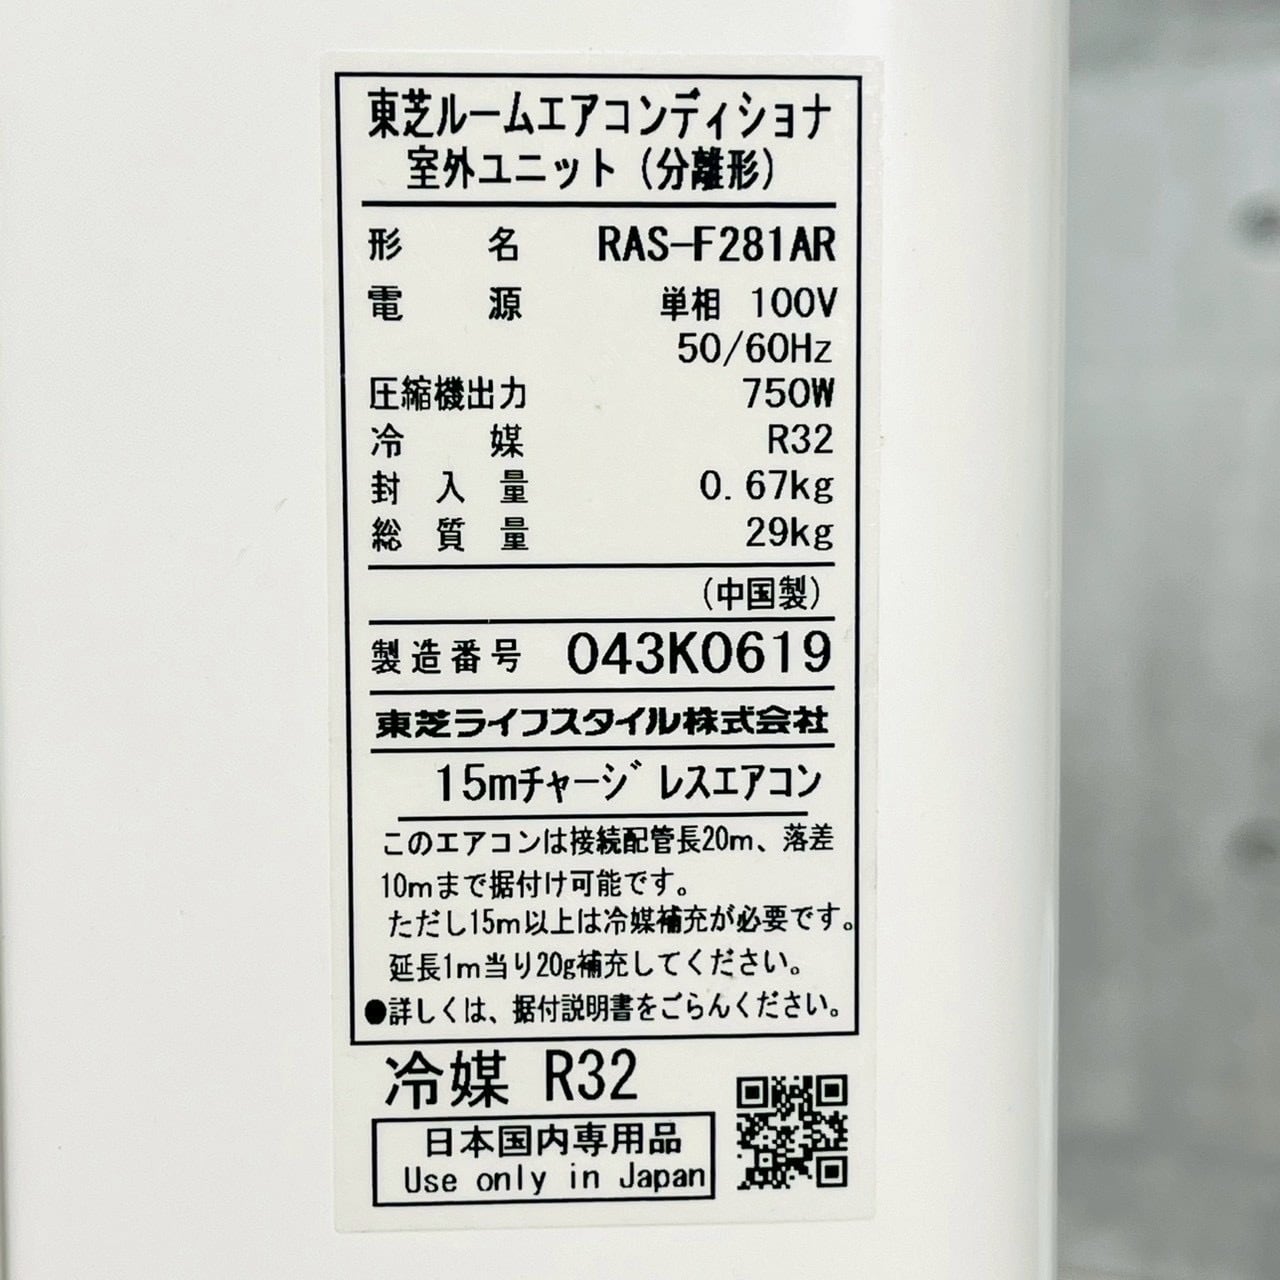 東芝ルームエアコンディショナ
室外ユニット（分離形）
形名 RAS-F281AR
電源 単相 100V
50/60Hz
圧縮機出力 750W
冷媒 R32
封入量 0.67kg
総質量 29kg
（中国製）
製造番号 043K0619
東芝ライフスタイル株式会社
15mチャージレスエアコン
このエアコンは接続配管長20m、落差
10mまで据付け可能です。
ただし15m以上は冷媒補充が必要です。
延長1m当り20g補充してください。
●詳しくは、据付説明書をごらんください。
冷媒 R32
日本国内専用品
Use only in Japan